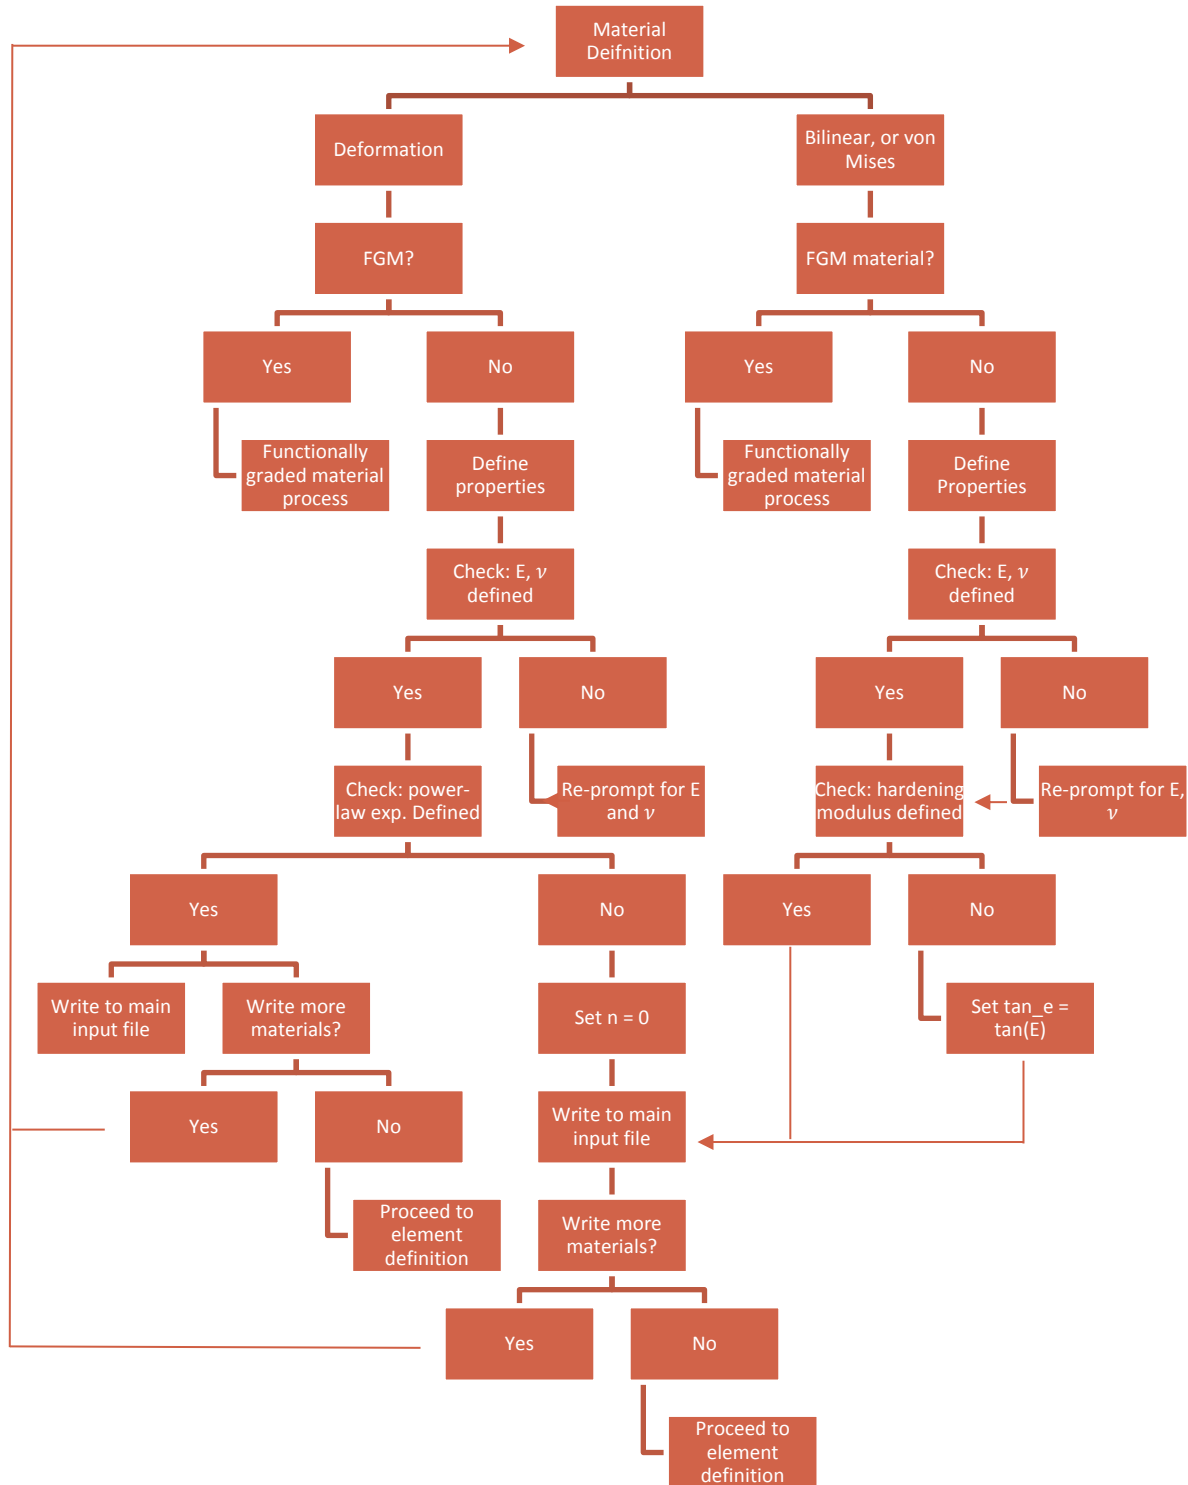 Material
Deifnition
Deformation
Bilinear, or von
Mises
FGM?
FGM material?
Yes
No
Yes
No
Functionally
graded material
process
Define
properties
Functionally
graded material
process
Define
Properties
Check: E, ν
defined
Check: E, ν
defined
Yes
No
Yes
No
Check: power-
law exp. Defined
Re-prompt for E
and ν
Check: hardening
modulus defined
Re-prompt for E,
ν
Yes
No
Yes
No
Write to main
input file
Write more
materials?
Set n = 0
Set tan_e =
tan(E)
Yes
No
Write to main
input file
Proceed to
element
definition
Write more
materials?
Yes
No
Proceed to
element
definition